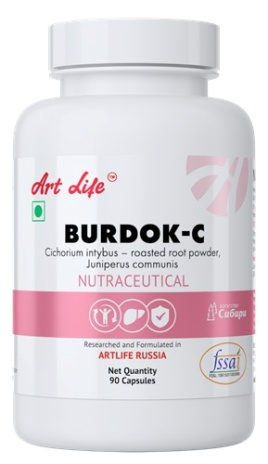 Art Life™
BURDOK-C
Cichorium intybus – roasted root powder,
Juniperus communis
NUTRACEUTICAL
Сибири
Researched and Formulated in
ARTLIFE RUSSIA
Net Quantity
90 Capsules
fssai